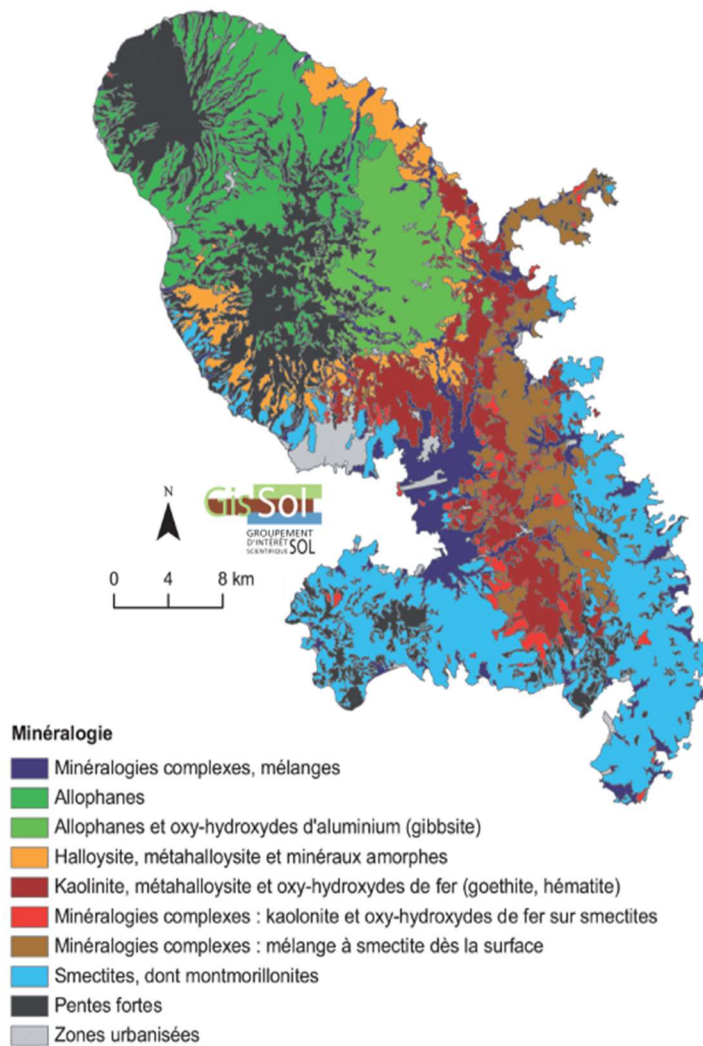 N
GisSol
GROUPEMENT
D'INTÉRÊT
SCIENTIFIQUE SOL
0 4 8 km
Minéralogie
Minéralogies complexes, mélanges
Allophanes
Allophanes et oxy-hydroxydes d'aluminium (gibbsite)
Halloysite, métahalloysite et minéraux amorphes
Kaolinite, métahalloysite et oxy-hydroxydes de fer (goethite, hématite)
Minéralogies complexes : kaolonite et oxy-hydroxydes de fer sur smectites
Minéralogies complexes : mélange à smectite dès la surface
Smectites, dont montmorillonites
Pentes fortes
Zones urbanisées